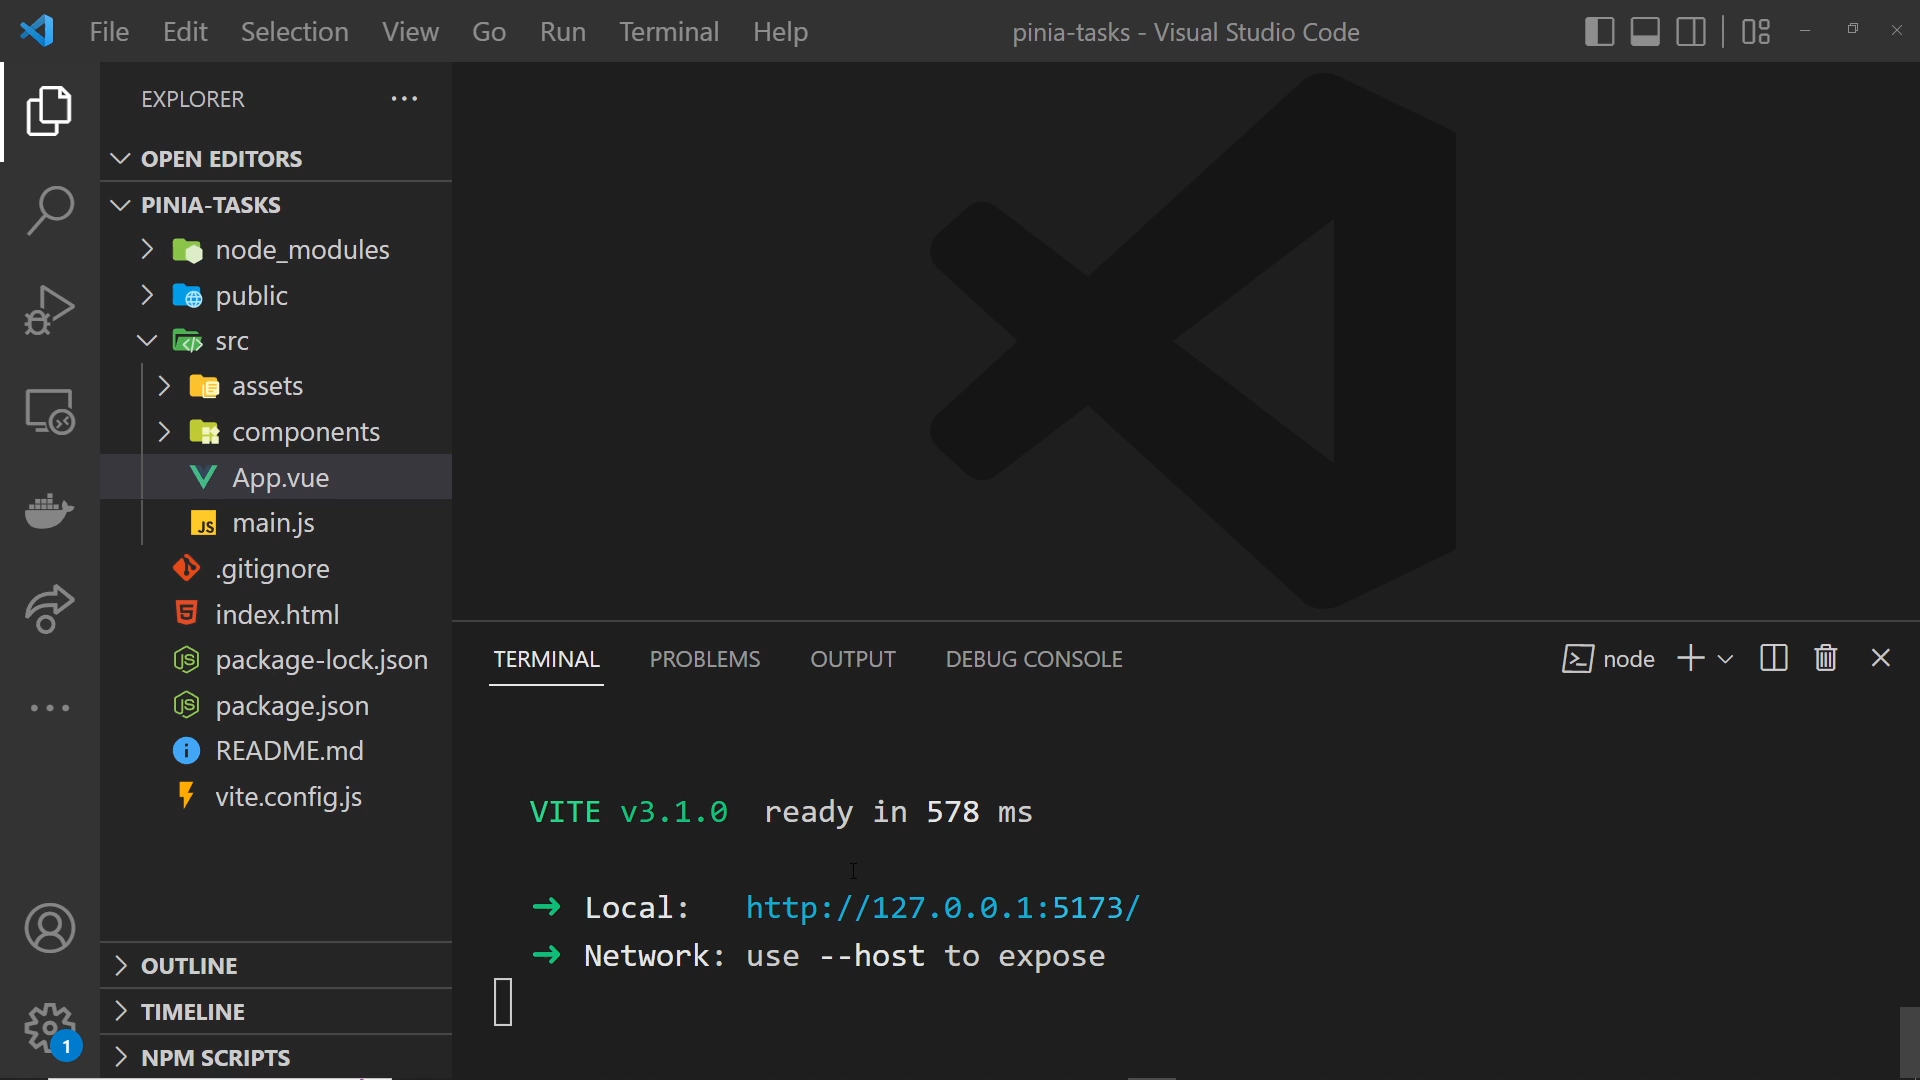 File Edit Selection View Go Run Terminal Help pinia-tasks - Visual Studio Code
EXPLORER
OPEN EDITORS
PINIA-TASKS
node_modules
public
src
assets
components
App.vue
main.js
.gitignore
index.html
package-lock.json
package.json
README.md
vite.config.js
OUTLINE
TIMELINE
NPM SCRIPTS
1
TERMINAL PROBLEMS OUTPUT DEBUG CONSOLE node
VITE v3.1.0 ready in 578 ms
➜ Local: http://127.0.0.1:5173/
➜ Network: use --host to expose